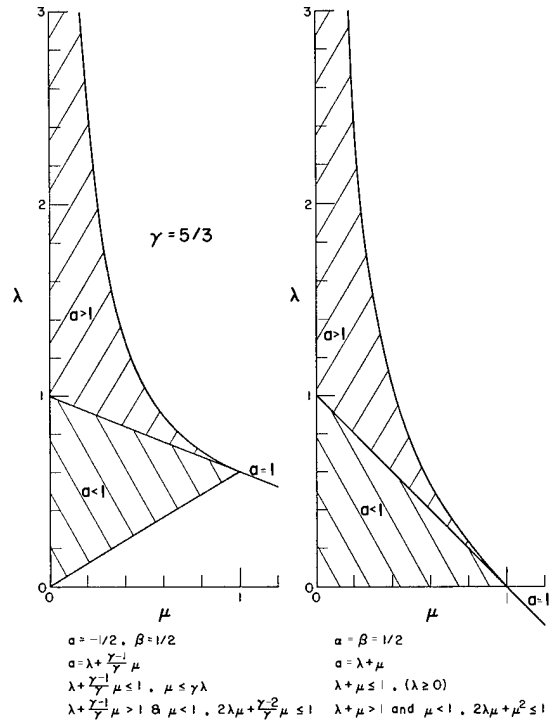 3
3
2
2
γ = 5/3
λ
λ
a>1
a>1
1
1
a<1
a=1
a<1
0
0
a=1
μ
1
μ
1
a = -1/2 , β = 1/2
a = λ + γ-1/γ μ
λ + γ-1/γ μ ≤ 1 , μ ≤ γλ
λ + γ-1/γ μ > 1 & μ < 1 , 2λμ + γ-2/γ μ² ≤ 1
α = β = 1/2
a = λ + μ
λ + μ ≤ 1 , (λ ≥ 0)
λ + μ > 1 and μ < 1 , 2λμ + μ² ≤ 1